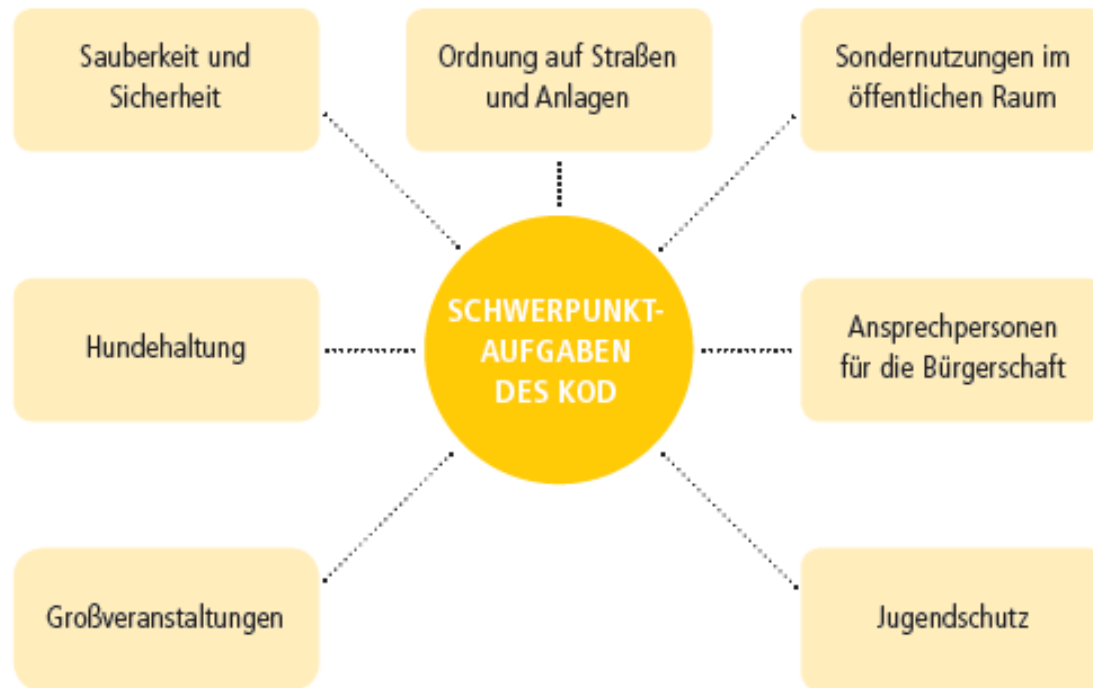 Sauberkeit und
Sicherheit
Ordnung auf Straßen
und Anlagen
Sondernutzungen im
öffentlichen Raum
Hundehaltung
SCHWERPUNKT-
AUFGABEN
DES KOD
Ansprechpersonen
für die Bürgerschaft
Großveranstaltungen
Jugendschutz